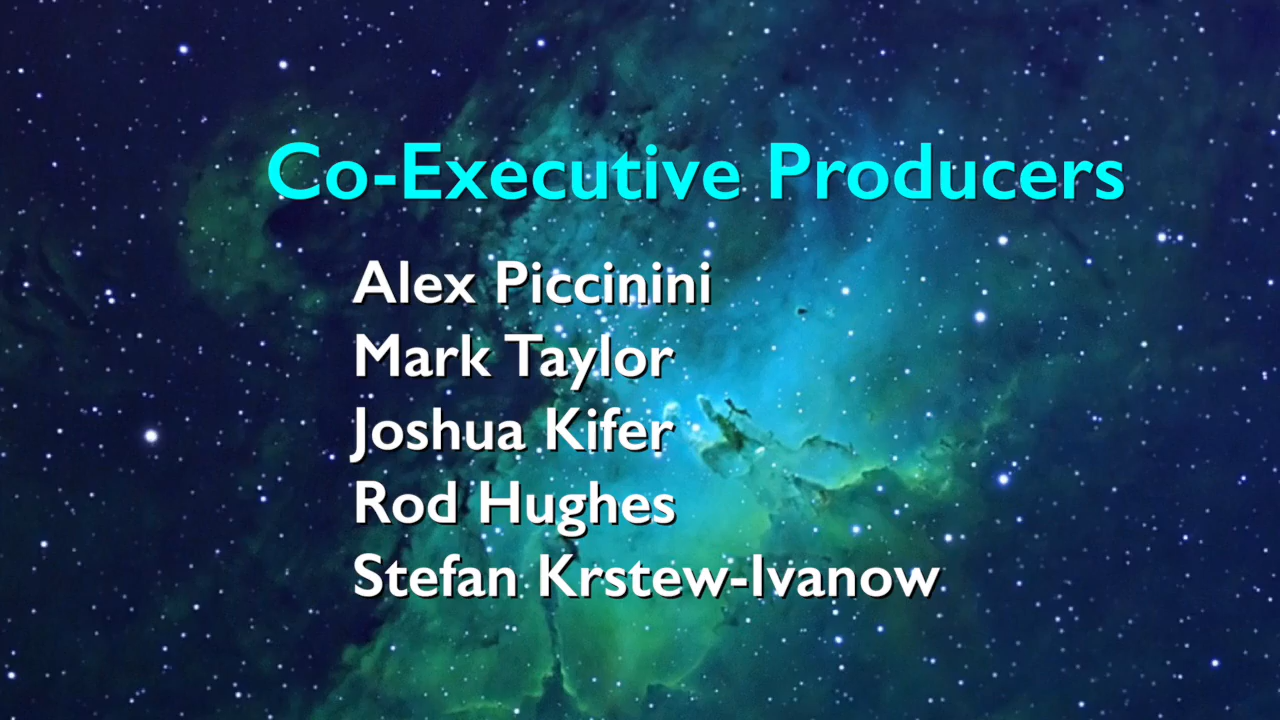 Co-Executive Producers
Alex Piccinini
Mark Taylor
Joshua Kifer
Rod Hughes
Stefan Krstew-Ivanow